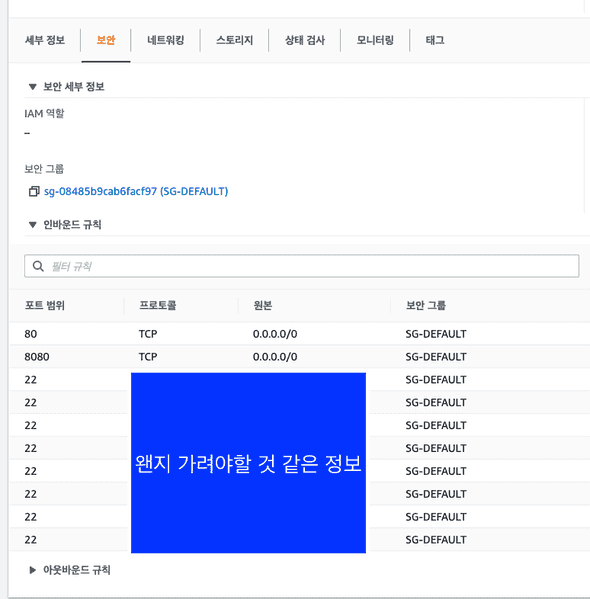 세부 정보 보안 네트워킹 스토리지 상태 검사 모니터링 태그
▼ 보안 세부 정보
IAM 역할
–
보안 그룹
sg-08485b9cab6facf97 (SG-DEFAULT)
▼ 인바운드 규칙
필터 규칙
포트 범위 프로토콜 원본 보안 그룹
80 TCP 0.0.0.0/0 SG-DEFAULT
8080 TCP 0.0.0.0/0 SG-DEFAULT
22 SG-DEFAULT
22 SG-DEFAULT
22 SG-DEFAULT
22 SG-DEFAULT
왠지 가려야할 것 같은 정보
22 SG-DEFAULT
22 SG-DEFAULT
22 SG-DEFAULT
22 SG-DEFAULT
▶ 아웃바운드 규칙